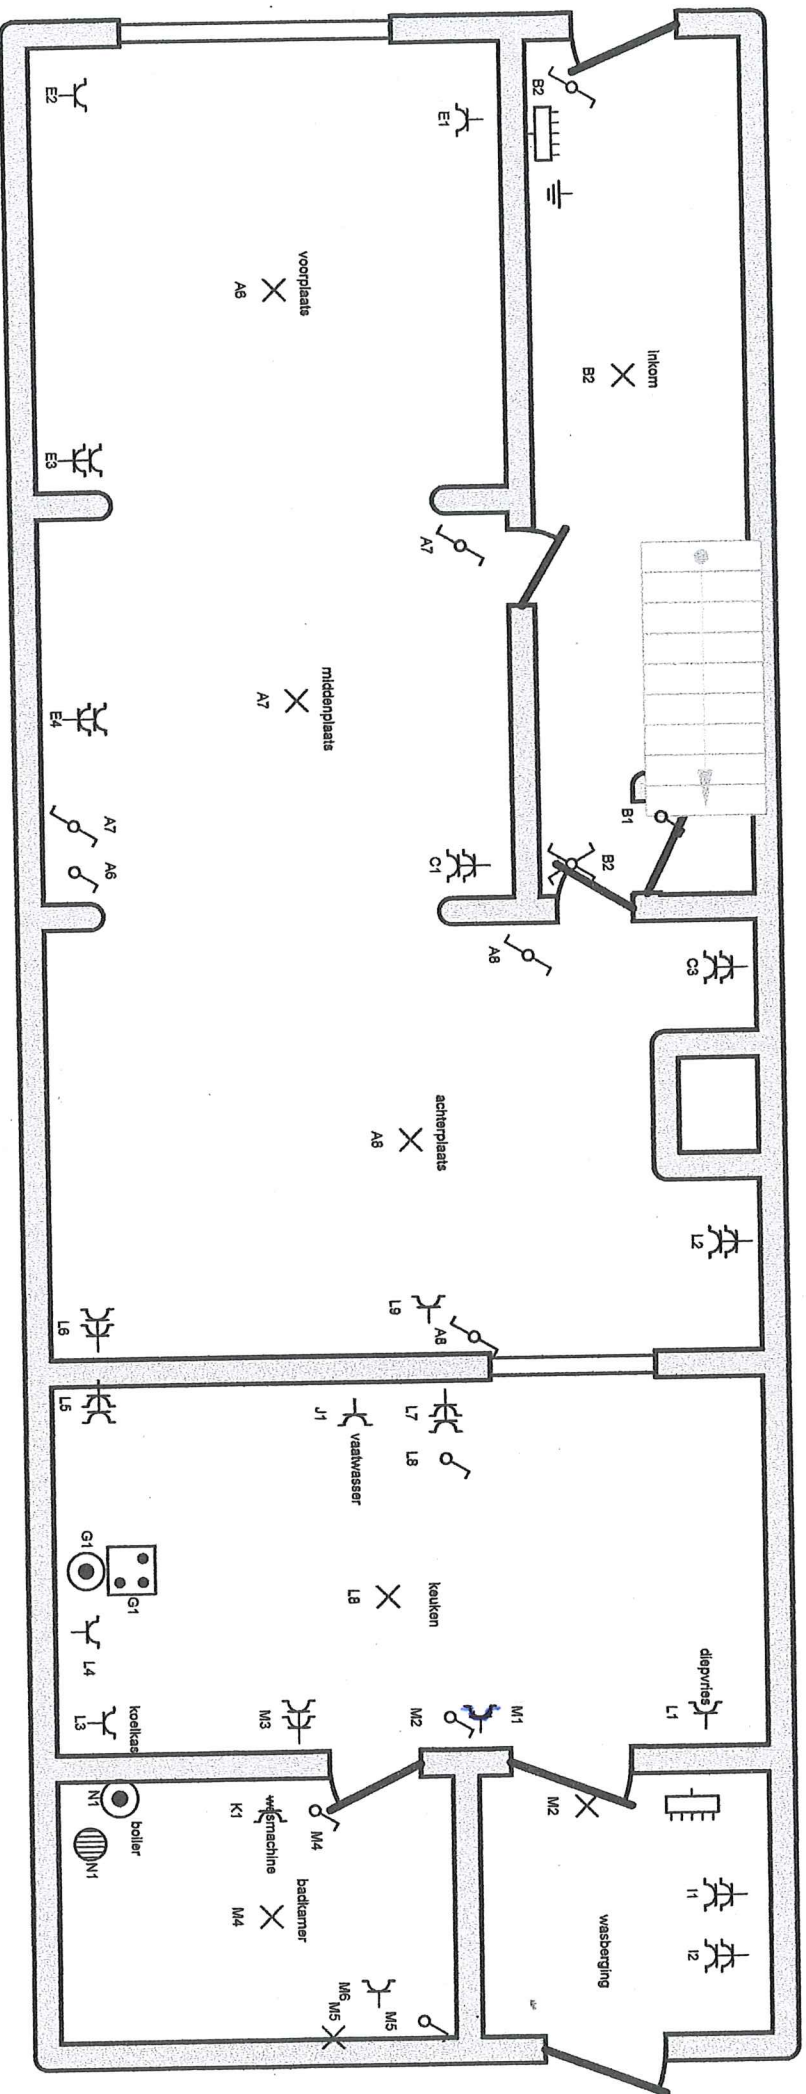 E2
E1
B2
voorplaats
A6
inkom
B2
E3
A7
middenplaats
A7
E4
A7
A6
C1
B1
B2
A8
C3
achterplaats
A8
L2
L9
A8
L6
L5
J1
vaatwasser
L7
L8
G1
G1
keuken
L8
L4
L3
koelkas
M3
M2
M1
diepvries
L1
N1
boiler
N1
K1
wasmachine
M4
badkamer
M4
M2
I1
I2
wasberging
M6
M5
M5